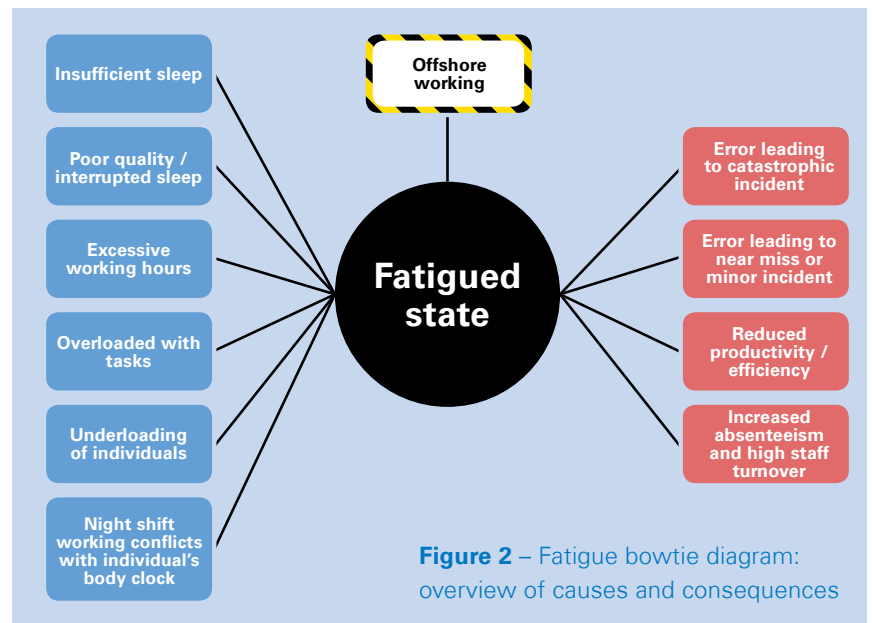 Offshore
working
Insufficient sleep
Poor quality /
interrupted sleep
Excessive
working hours
Overloaded with
tasks
Underloading
of individuals
Night shift
working conflicts
with individual's
body clock
Fatigued
state
Error leading
to catastrophic
incident
Error leading to
near miss or
minor incident
Reduced
productivity /
efficiency
Increased
absenteeism
and high staff
turnover
Figure 2 – Fatigue bowtie diagram:
overview of causes and consequences